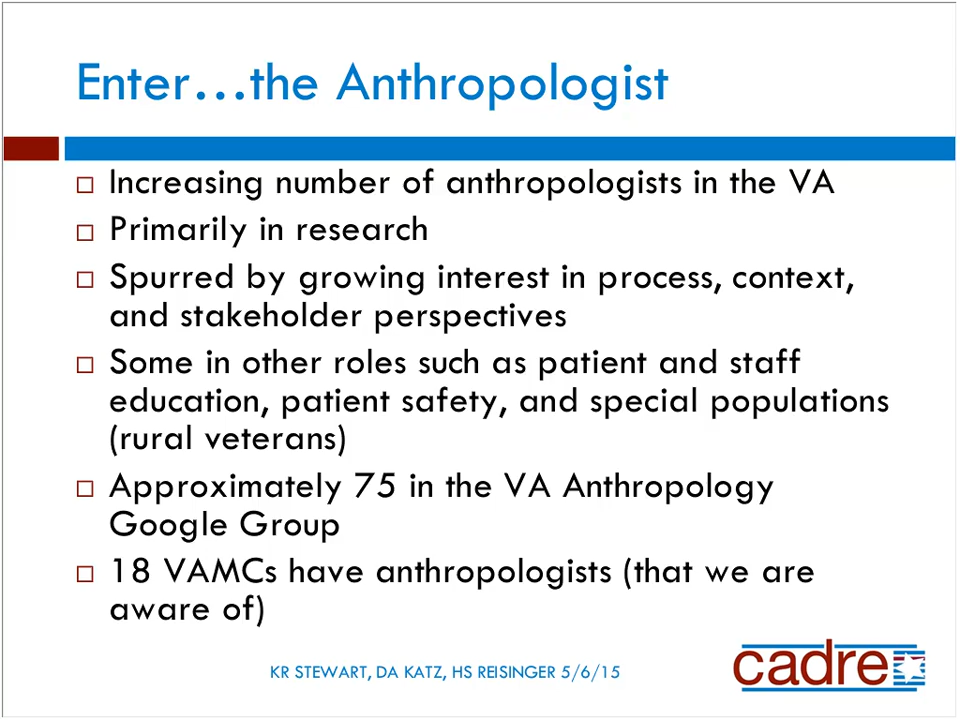 Enter...the Anthropologist
Increasing number of anthropologists in the VA
Primarily in research
Spurred by growing interest in process, context,
and stakeholder perspectives
Some in other roles such as patient and staff
education, patient safety, and special populations
(rural veterans)
Approximately 75 in the VA Anthropology
Google Group
18 VAMCs have anthropologists (that we are
aware of)
KR STEWART, DA KATZ, HS REISINGER 5/6/15
cadre